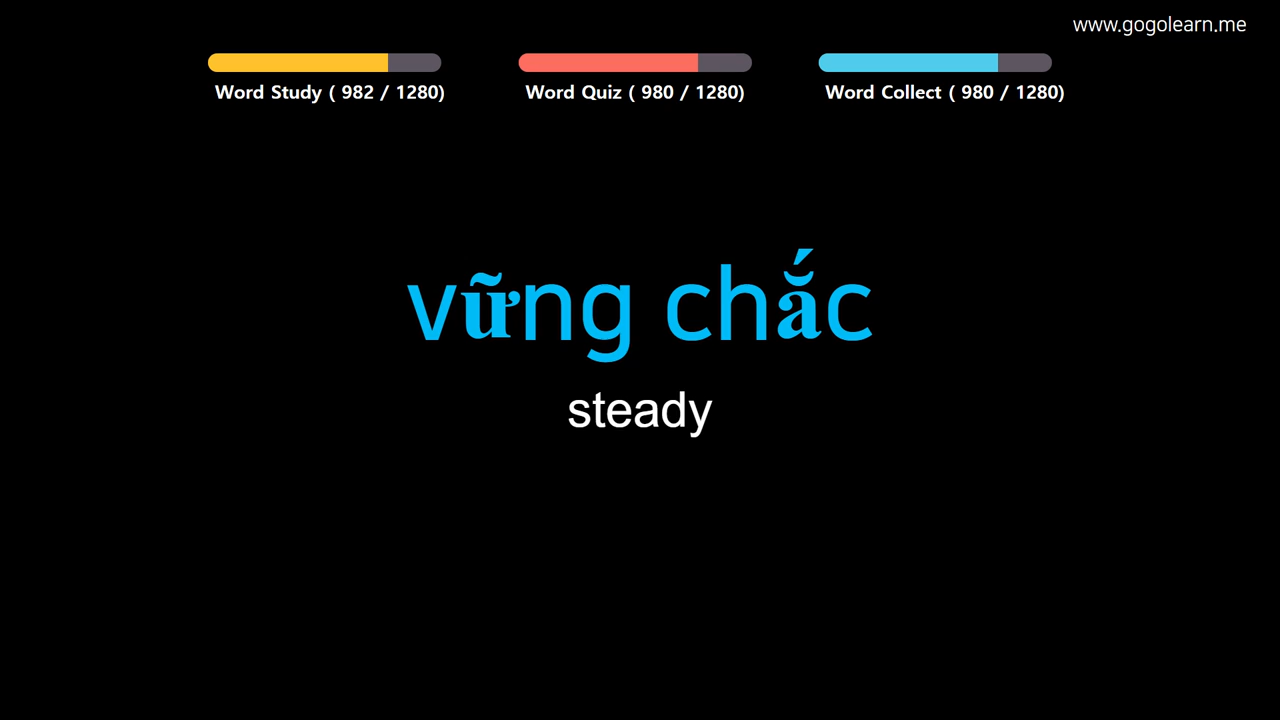 www.gogolearn.me
Word Study ( 982 / 1280)
Word Quiz ( 980 / 1280)
Word Collect ( 980 / 1280)
vững chắc
steady